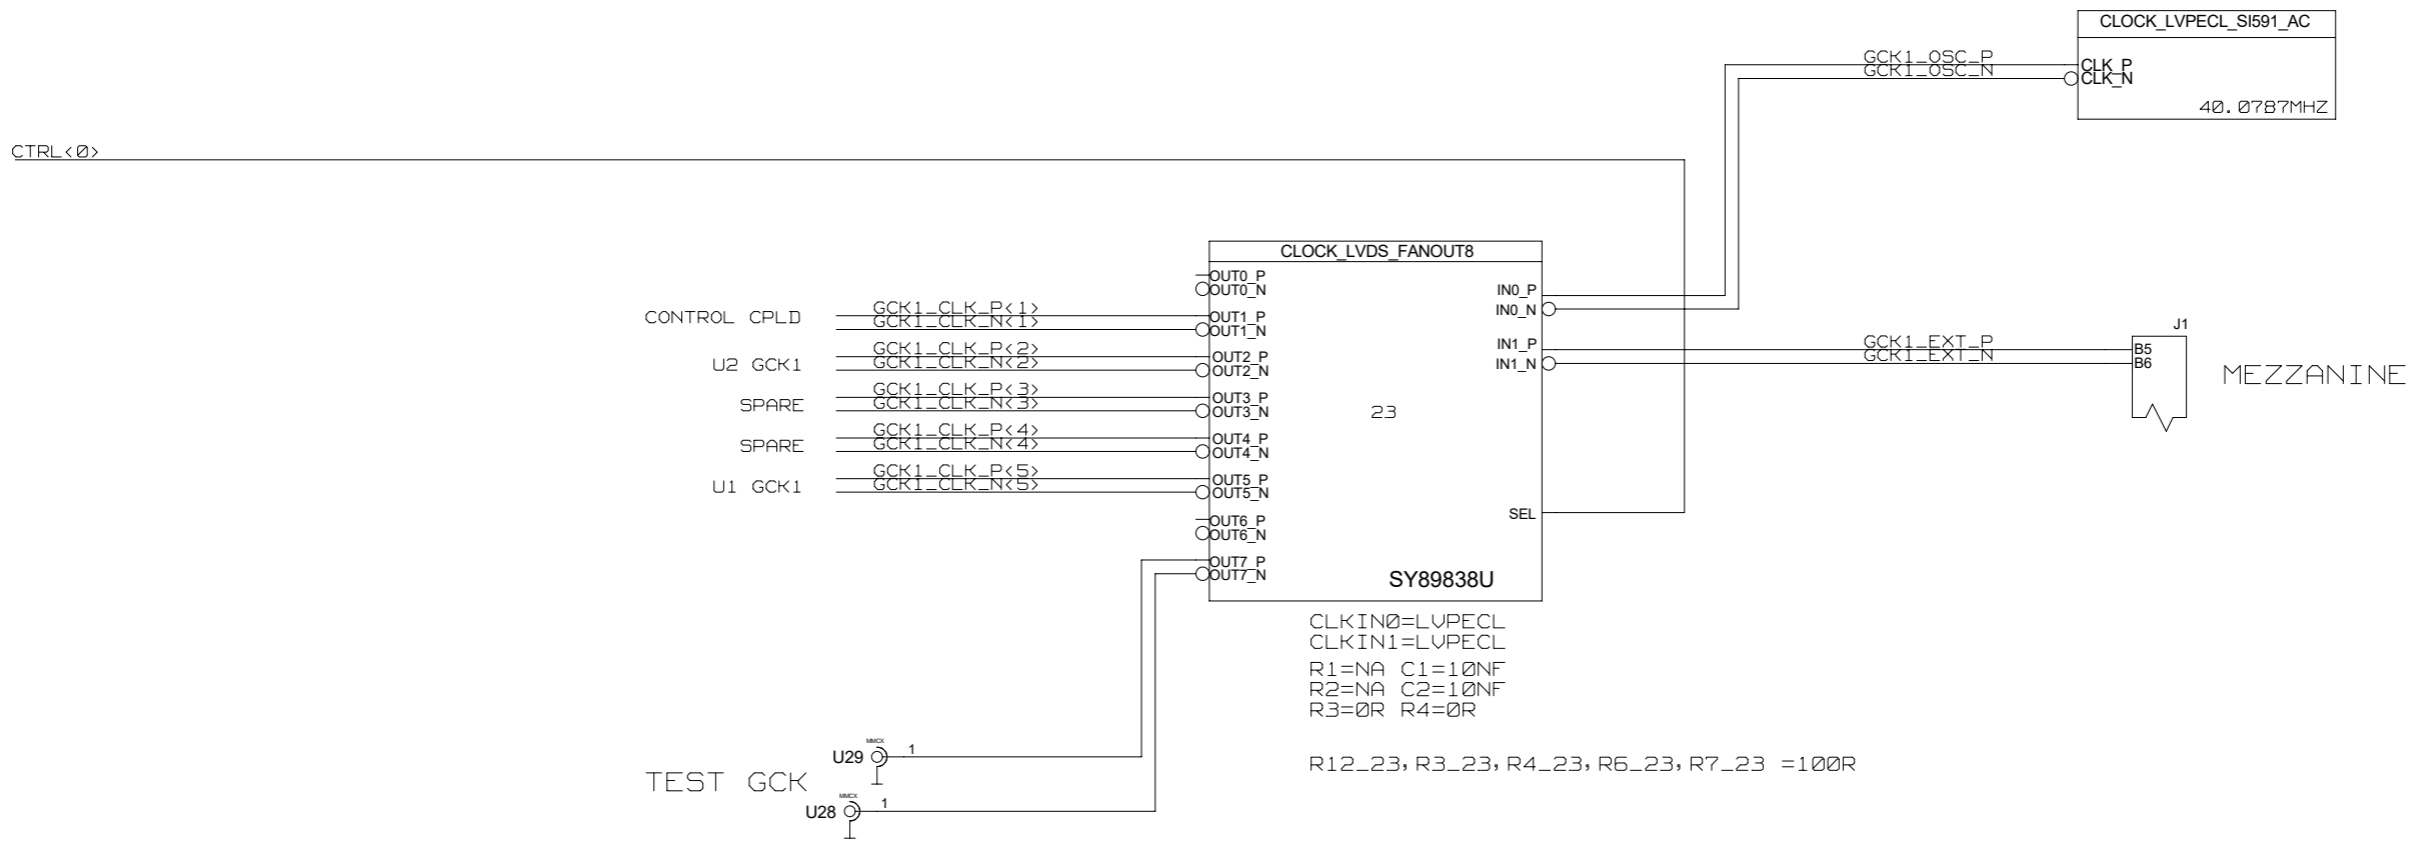 CLOCK_LVPECL_SI591_AC
GCK1_OSC_P
GCK1_OSC_N
CLK_P
CLK_N
40.0787MHZ
CTRL<0>
CLOCK_LVDS_FANOUT8
OUT0_P
OUT0_N
IN0_P
IN0_N
CONTROL CPLD
GCK1_CLK_P<1>
GCK1_CLK_N<1>
OUT1_P
OUT1_N
J1
U2 GCK1
GCK1_CLK_P<2>
GCK1_CLK_N<2>
OUT2_P
OUT2_N
IN1_P
IN1_N
GCK1_EXT_P
GCK1_EXT_N
B5
B6
MEZZANINE
SPARE
GCK1_CLK_P<3>
GCK1_CLK_N<3>
OUT3_P
OUT3_N
23
SPARE
GCK1_CLK_P<4>
GCK1_CLK_N<4>
OUT4_P
OUT4_N
U1 GCK1
GCK1_CLK_P<5>
GCK1_CLK_N<5>
OUT5_P
OUT5_N
SEL
OUT6_P
OUT6_N
OUT7_P
OUT7_N
SY89838U
CLKIN0=LVPECL
CLKIN1=LVPECL
R1=NA C1=10NF
R2=NA C2=10NF
R3=0R R4=0R
MMCX
U29
1
R12_23,R3_23,R4_23,R6_23,R7_23 =100R
TEST GCK
MMCX
U28
1